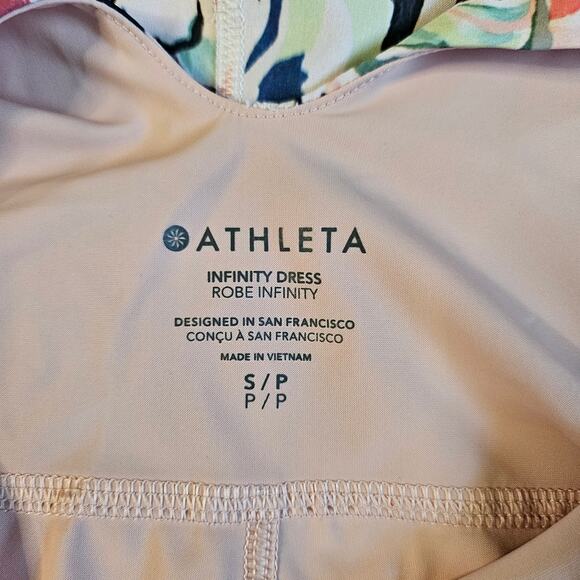 ATHLETA
INFINITY DRESS
ROBE INFINITY
DESIGNED IN SAN FRANCISCO
CONÇU À SAN FRANCISCO
MADE IN VIETNAM
S/P
P/P